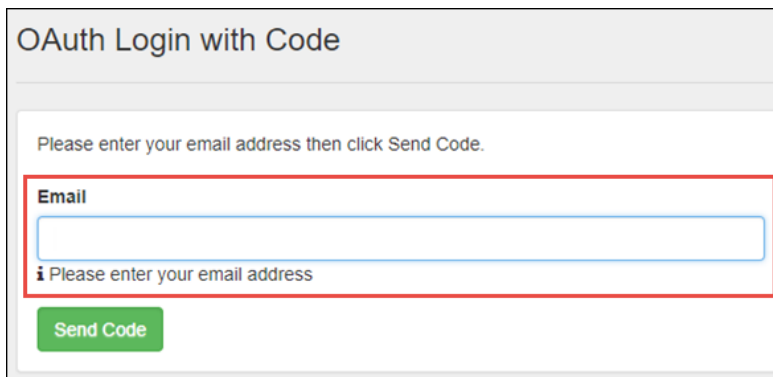 OAuth Login with Code
Please enter your email address then click Send Code.
Email
Please enter your email address
Send Code